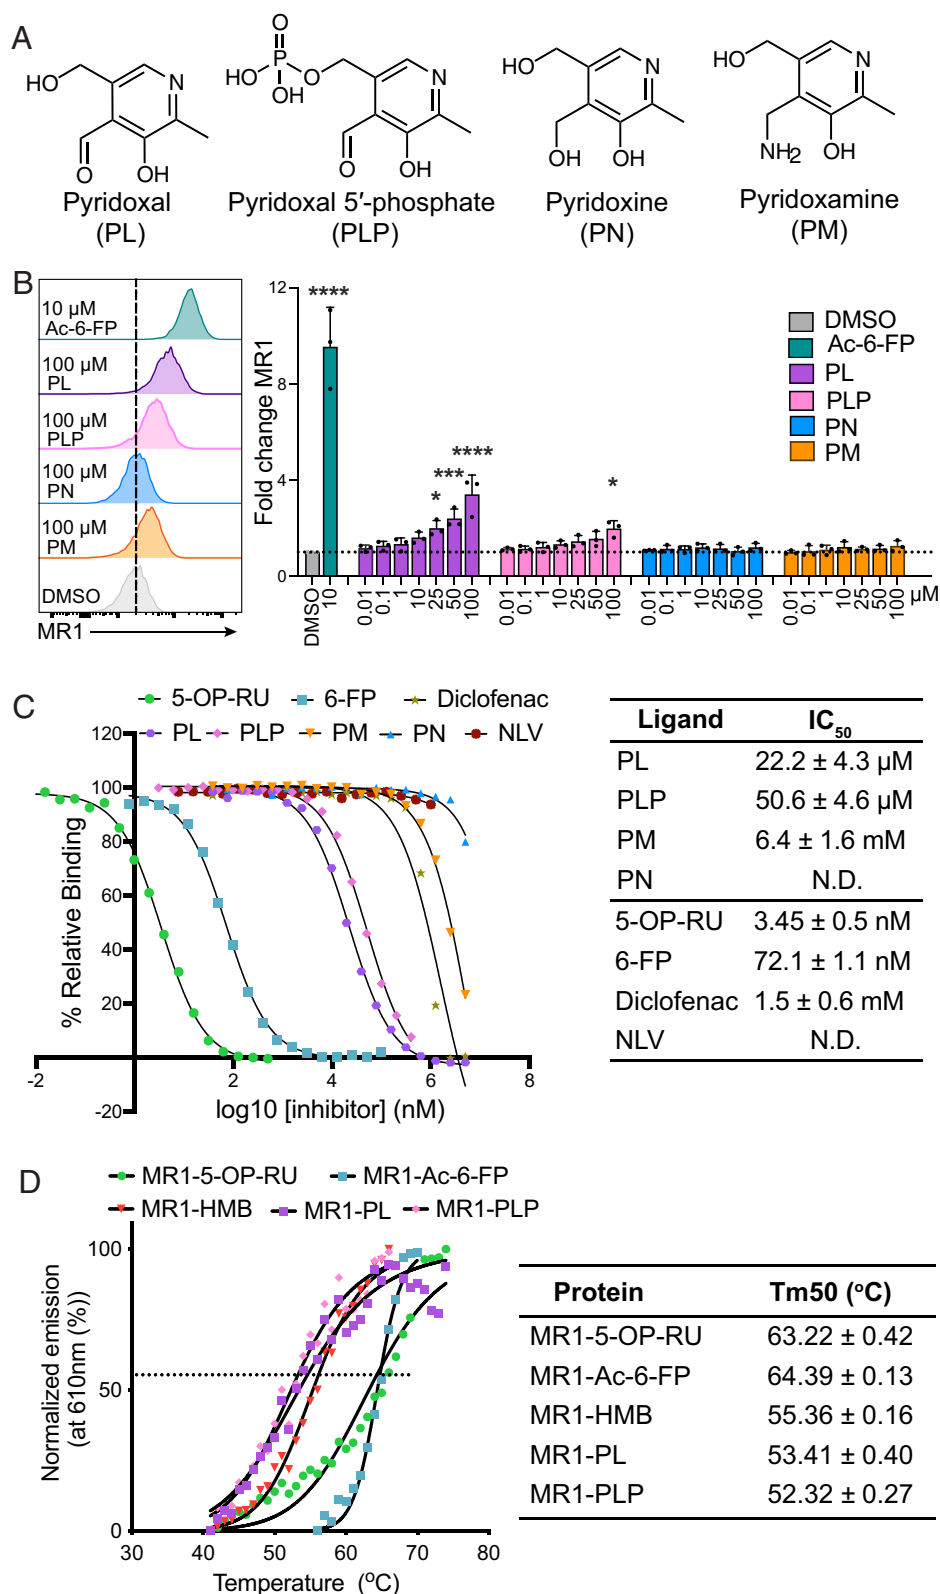 A
HO
N
O
OH
Pyridoxal
(PL)
O
HO
P
O
OH
N
O
OH
Pyridoxal 5′-phosphate
(PLP)
HO
N
OH
OH
Pyridoxine
(PN)
HO
N
NH2
OH
Pyridoxamine
(PM)
B
10 µM
Ac-6-FP
100 µM
PL
100 µM
PLP
100 µM
PN
100 µM
PM
DMSO
MR1
Fold change MR1
12
8
4
0
****
*
***
****
*
DMSO
Ac-6-FP
PL
PLP
PN
PM
DMSO
10
0.01
0.1
1
10
25
50
100
0.01
0.1
1
10
25
50
100
0.01
0.1
1
10
25
50
100
0.01
0.1
1
10
25
50
100
µM
C
5-OP-RU 6-FP Diclofenac
PL PLP PM PN NLV
% Relative Binding
120
100
80
60
40
20
0
-20
-2 2 4 6 8
log10 [inhibitor] (nM)
Ligand IC50
PL 22.2 ± 4.3 µM
PLP 50.6 ± 4.6 µM
PM 6.4 ± 1.6 mM
PN N.D.
5-OP-RU 3.45 ± 0.5 nM
6-FP 72.1 ± 1.1 nM
Diclofenac 1.5 ± 0.6 mM
NLV N.D.
D
MR1-5-OP-RU MR1-Ac-6-FP
MR1-HMB MR1-PL MR1-PLP
Normalized emission
(at 610nm (%))
100
50
0
30 40 50 60 70 80
Temperature (°C)
Protein Tm50 (°C)
MR1-5-OP-RU 63.22 ± 0.42
MR1-Ac-6-FP 64.39 ± 0.13
MR1-HMB 55.36 ± 0.16
MR1-PL 53.41 ± 0.40
MR1-PLP 52.32 ± 0.27